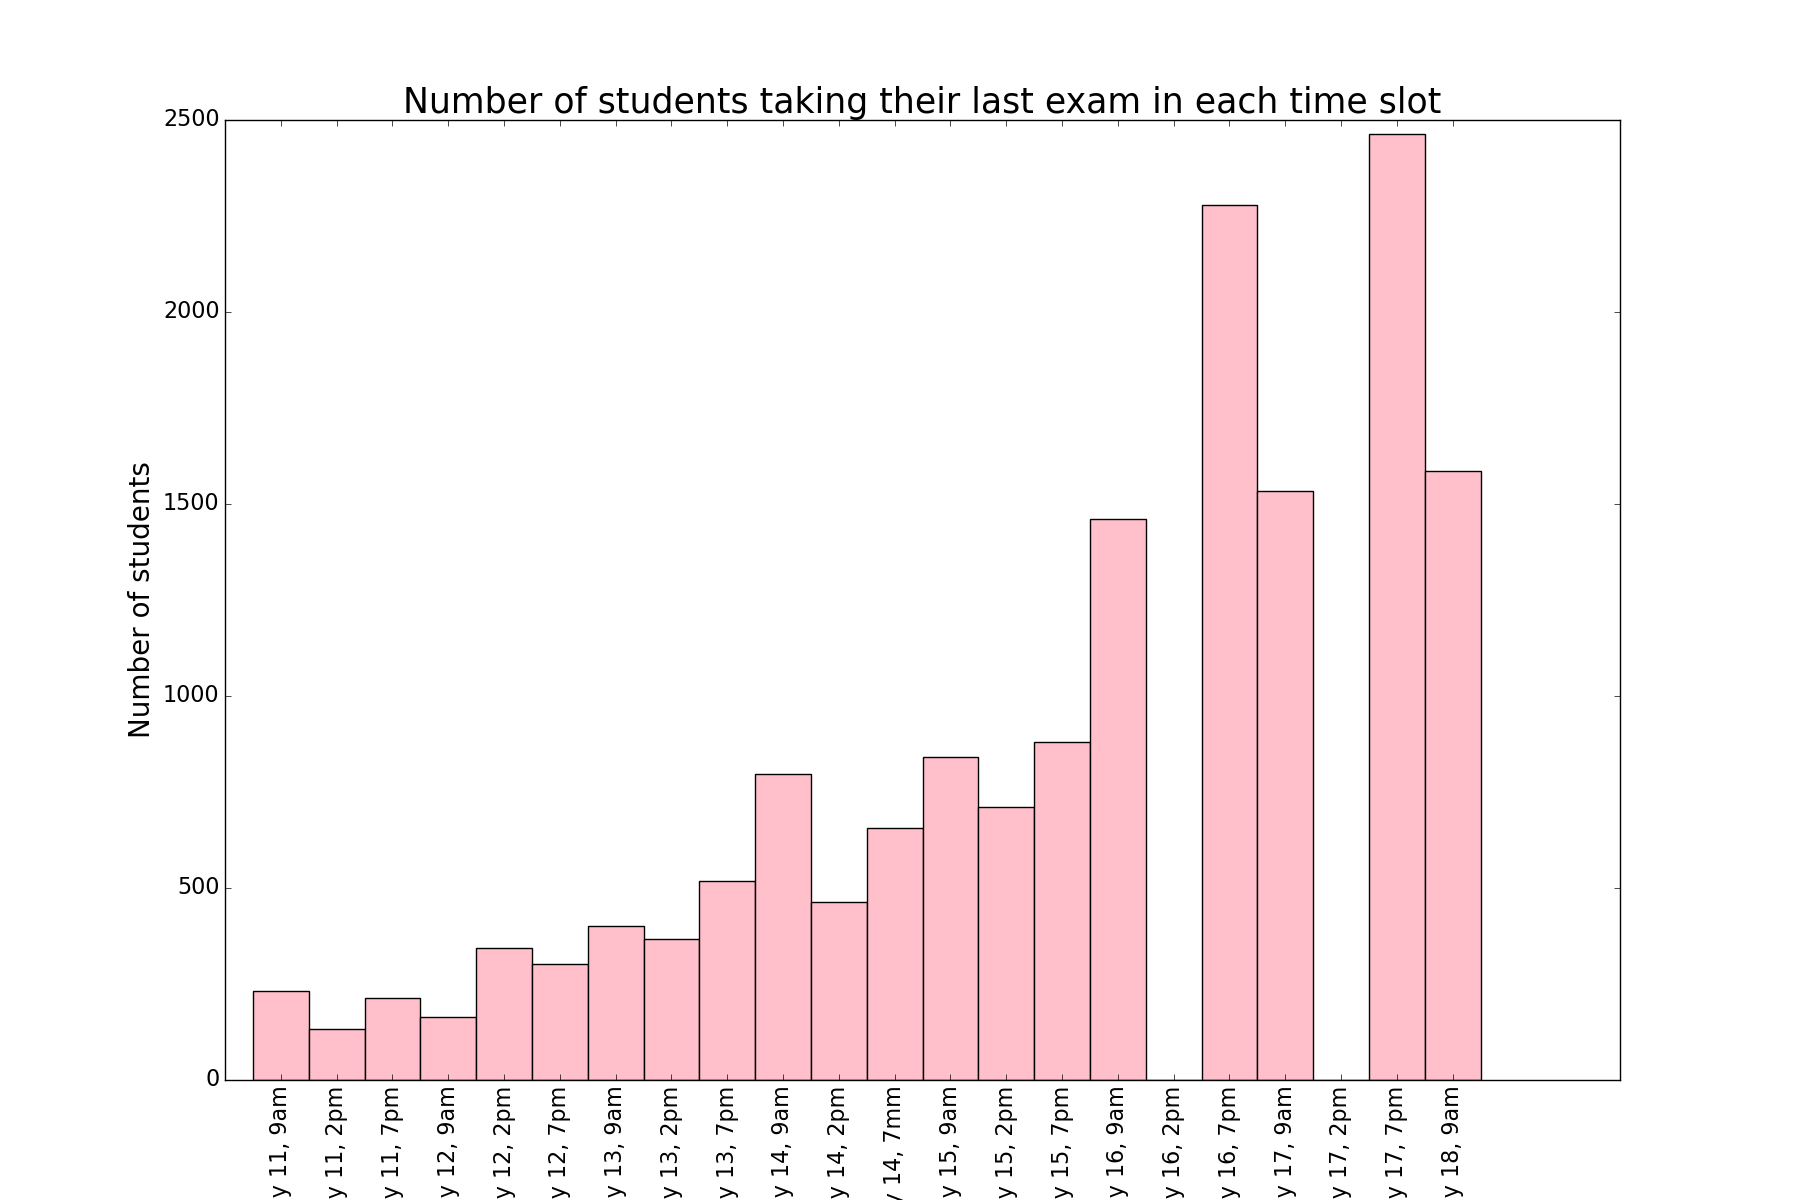 Number of students taking their last exam in each time slot
Number of students
2500
2000
1500
1000
500
0
y 11, 9am
y 11, 2pm
y 11, 7pm
y 12, 9am
y 12, 2pm
y 12, 7pm
y 13, 9am
y 13, 2pm
y 13, 7pm
y 14, 9am
y 14, 2pm
y 14, 7mm
y 15, 9am
y 15, 2pm
y 15, 7pm
y 16, 9am
y 16, 2pm
y 16, 7pm
y 17, 9am
y 17, 2pm
y 17, 7pm
y 18, 9am